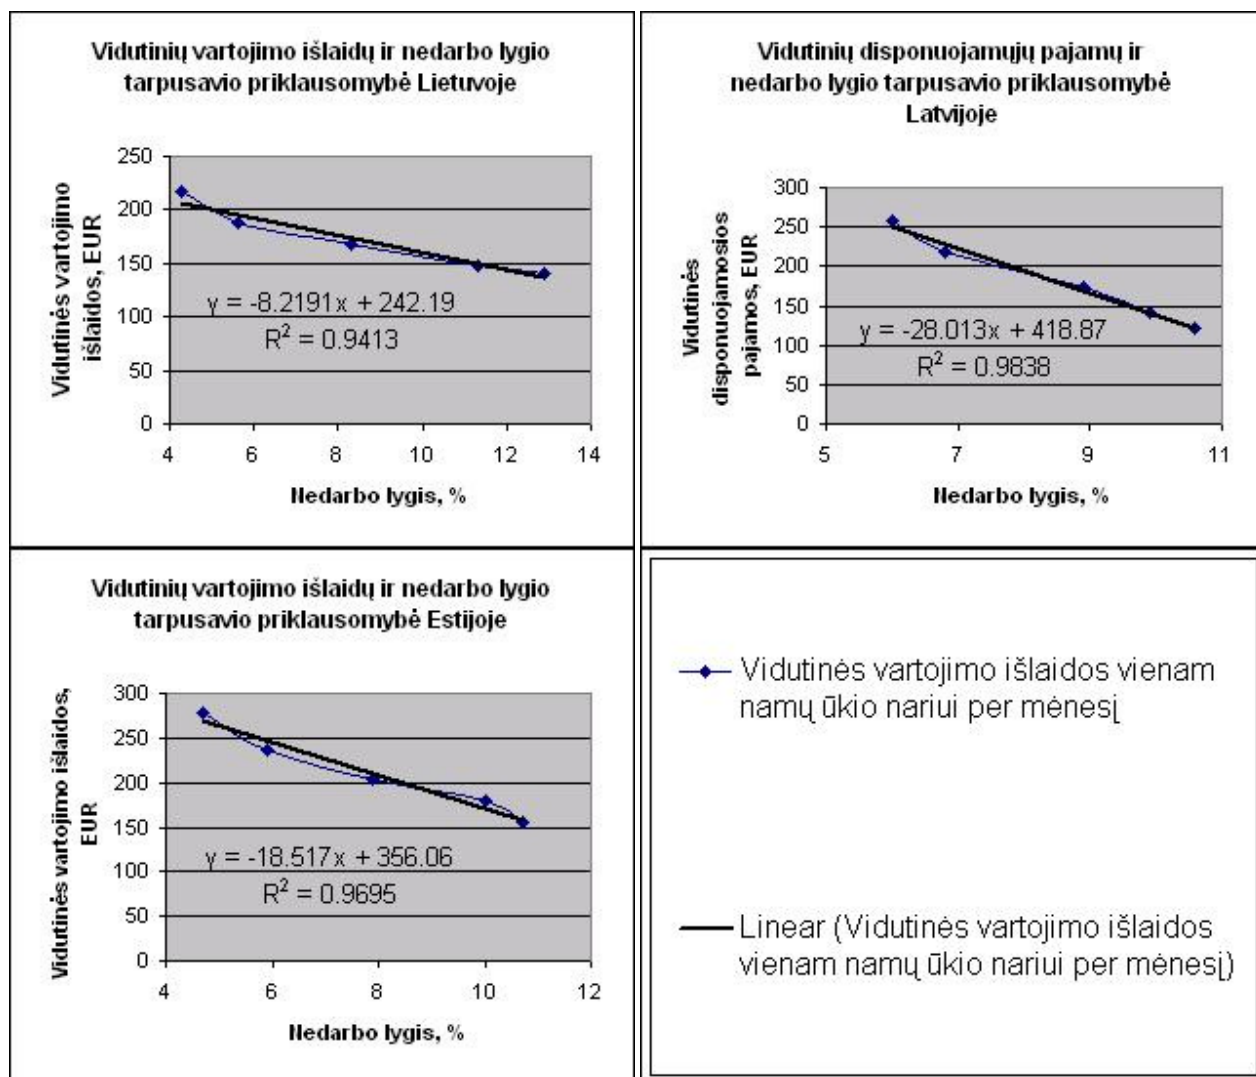 Vidutinių vartojimo išlaidų ir nedarbo lygio
tarpusavio priklausomybė Lietuvoje
Vidutinės vartojimo
išlaidos, EUR
250
200
150
100
50
0
y = -8.2191x + 242.19
R² = 0.9413
4 6 8 10 12 14
Nedarbo lygis, %
Vidutinių disponuojamųjų pajamų ir
nedarbo lygio tarpusavio priklausomybė
Latvijoje
Vidutinės
disponuojamosios
pajamos, EUR
300
250
200
150
100
50
0
y = -28.013x + 418.87
R² = 0.9838
5 7 9 11
Nedarbo lygis, %
Vidutinių vartojimo išlaidų ir nedarbo lygio
tarpusavio priklausomybė Estijoje
Vidutinės vartojimo išlaidos,
EUR
300
250
200
150
100
50
0
y = -18.517x + 356.06
R² = 0.9695
4 6 8 10 12
Nedarbo lygis, %
Vidutinės vartojimo išlaidos vienam
namų ūkio nariui per mėnesį
Linear (Vidutinės vartojimo išlaidos
vienam namų ūkio nariui per mėnesį)